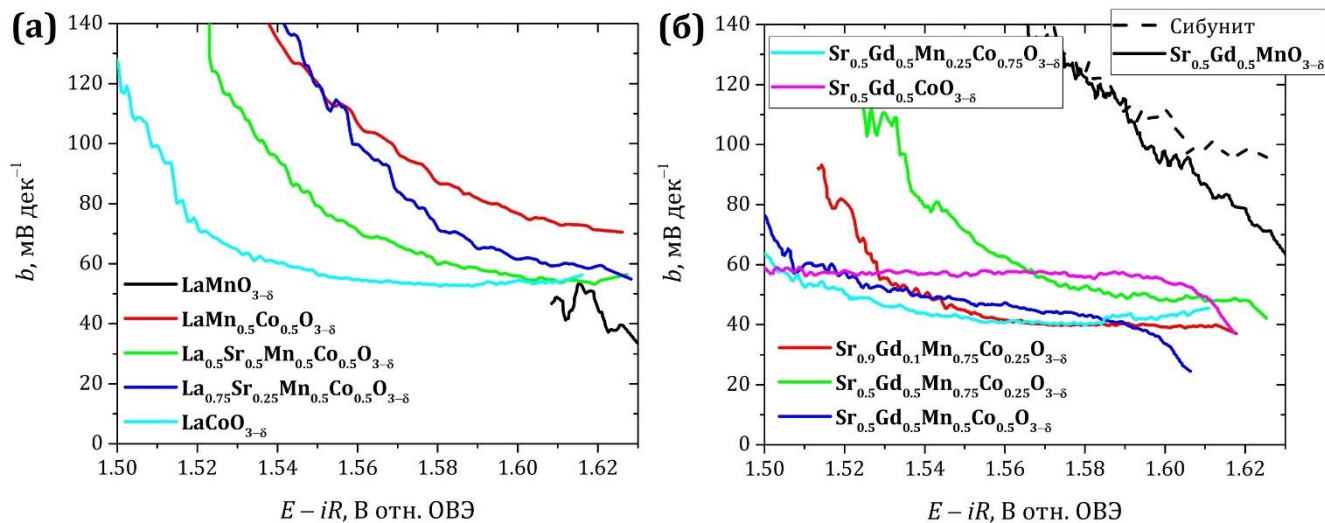 (а)
140
120
100
80
60
40
20
0
b, мВ дек⁻¹
LaMnO₃₋δ
LaMn₀.₅Co₀.₅O₃₋δ
La₀.₅Sr₀.₅Mn₀.₅Co₀.₅O₃₋δ
La₀.₇₅Sr₀.₂₅Mn₀.₅Co₀.₅O₃₋δ
LaCoO₃₋δ
1.50 1.52 1.54 1.56 1.58 1.60 1.62
E – iR, В отн. ОВЭ
(б)
140
120
100
80
60
40
20
0
b, мВ дек⁻¹
Сибунит
Sr₀.₅Gd₀.₅MnO₃₋δ
Sr₀.₅Gd₀.₅Mn₀.₂₅Co₀.₇₅O₃₋δ
Sr₀.₅Gd₀.₅CoO₃₋δ
Sr₀.₉Gd₀.₁Mn₀.₇₅Co₀.₂₅O₃₋δ
Sr₀.₅Gd₀.₅Mn₀.₇₅Co₀.₂₅O₃₋δ
Sr₀.₅Gd₀.₅Mn₀.₅Co₀.₅O₃₋δ
1.50 1.52 1.54 1.56 1.58 1.60 1.62
E – iR, В отн. ОВЭ